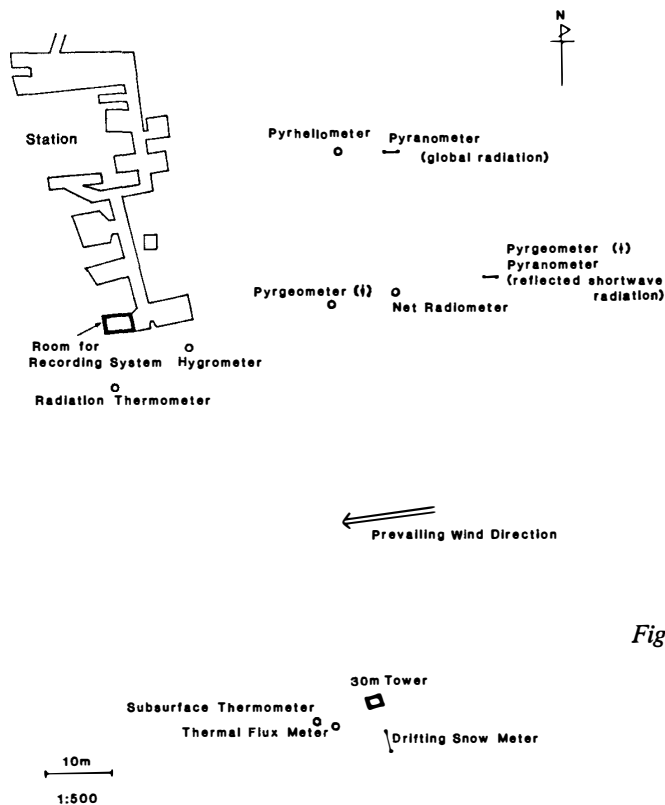 N
Station
Pyrheliometer
Pyranometer
(global radiation)
Pyrgeometer (↑)
Pyranometer
(reflected shortwave
radiation)
Pyrgeometer (↓)
Net Radiometer
Room for
Recording System
Hygrometer
Radiation Thermometer
Prevailing Wind Direction
Fig
30m Tower
Subsurface Thermometer
Thermal Flux Meter
Drifting Snow Meter
10m
1:500